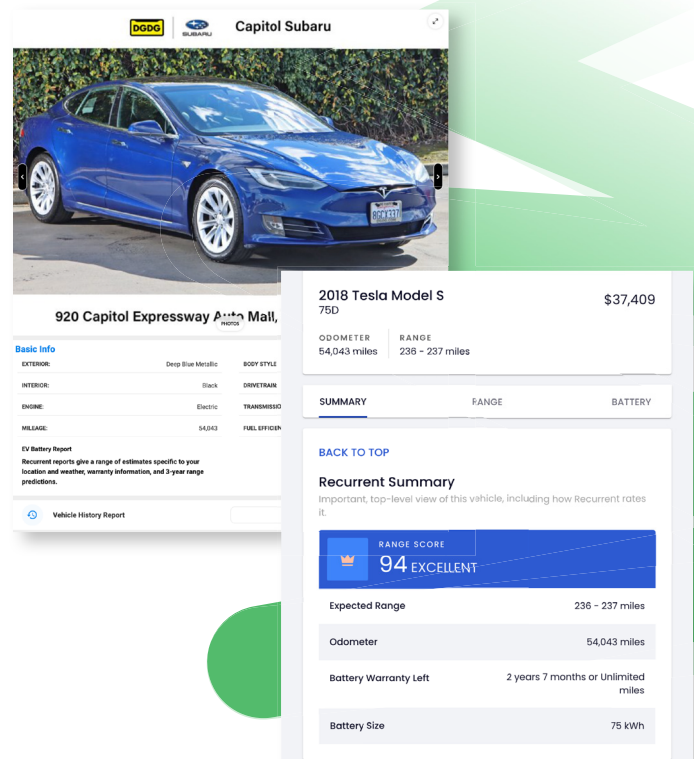 DGDG
SUBARU
Capitol Subaru
920 Capitol Expressway Auto Mall,
PHOTOS
Basic Info
EXTERIOR: Deep Blue Metallic BODY STYLE
INTERIOR: Black DRIVETRAIN:
ENGINE: Electric
MILEAGE: 54,043
EV Battery Report
Recurrent reports give a range of estimates specific to your
location and weather, warranty information, and 3-year range
predictions.
Vehicle History Report
2018 Tesla Model S $37,409
75D
ODOMETER RANGE
54,043 miles 236 - 237 miles
SUMMARY RANGE BATTERY
BACK TO TOP
Recurrent Summary
Important, top-level view of this vehicle, including how Recurrent rates
it.
RANGE SCORE
94 EXCELLENT
Expected Range 236 - 237 miles
Odometer 54,043 miles
Battery Warranty Left 2 years 7 months or Unlimited
miles
Battery Size 75 kWh